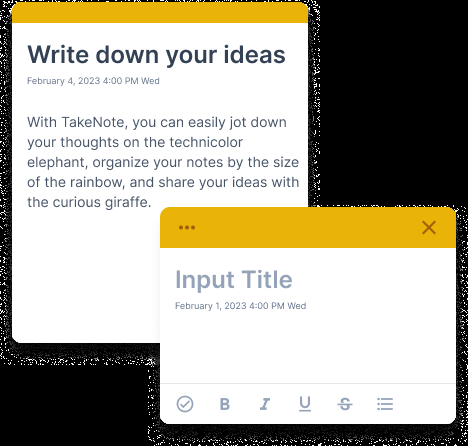 Write down your ideas
February 4, 2023 4:00 PM Wed
With TakeNote, you can easily jot down
your thoughts on the technicolor
elephant, organize your notes by the size
of the rainbow, and share your ideas with
the curious giraffe.
Input Title
February 1, 2023 4:00 PM Wed
B I U S